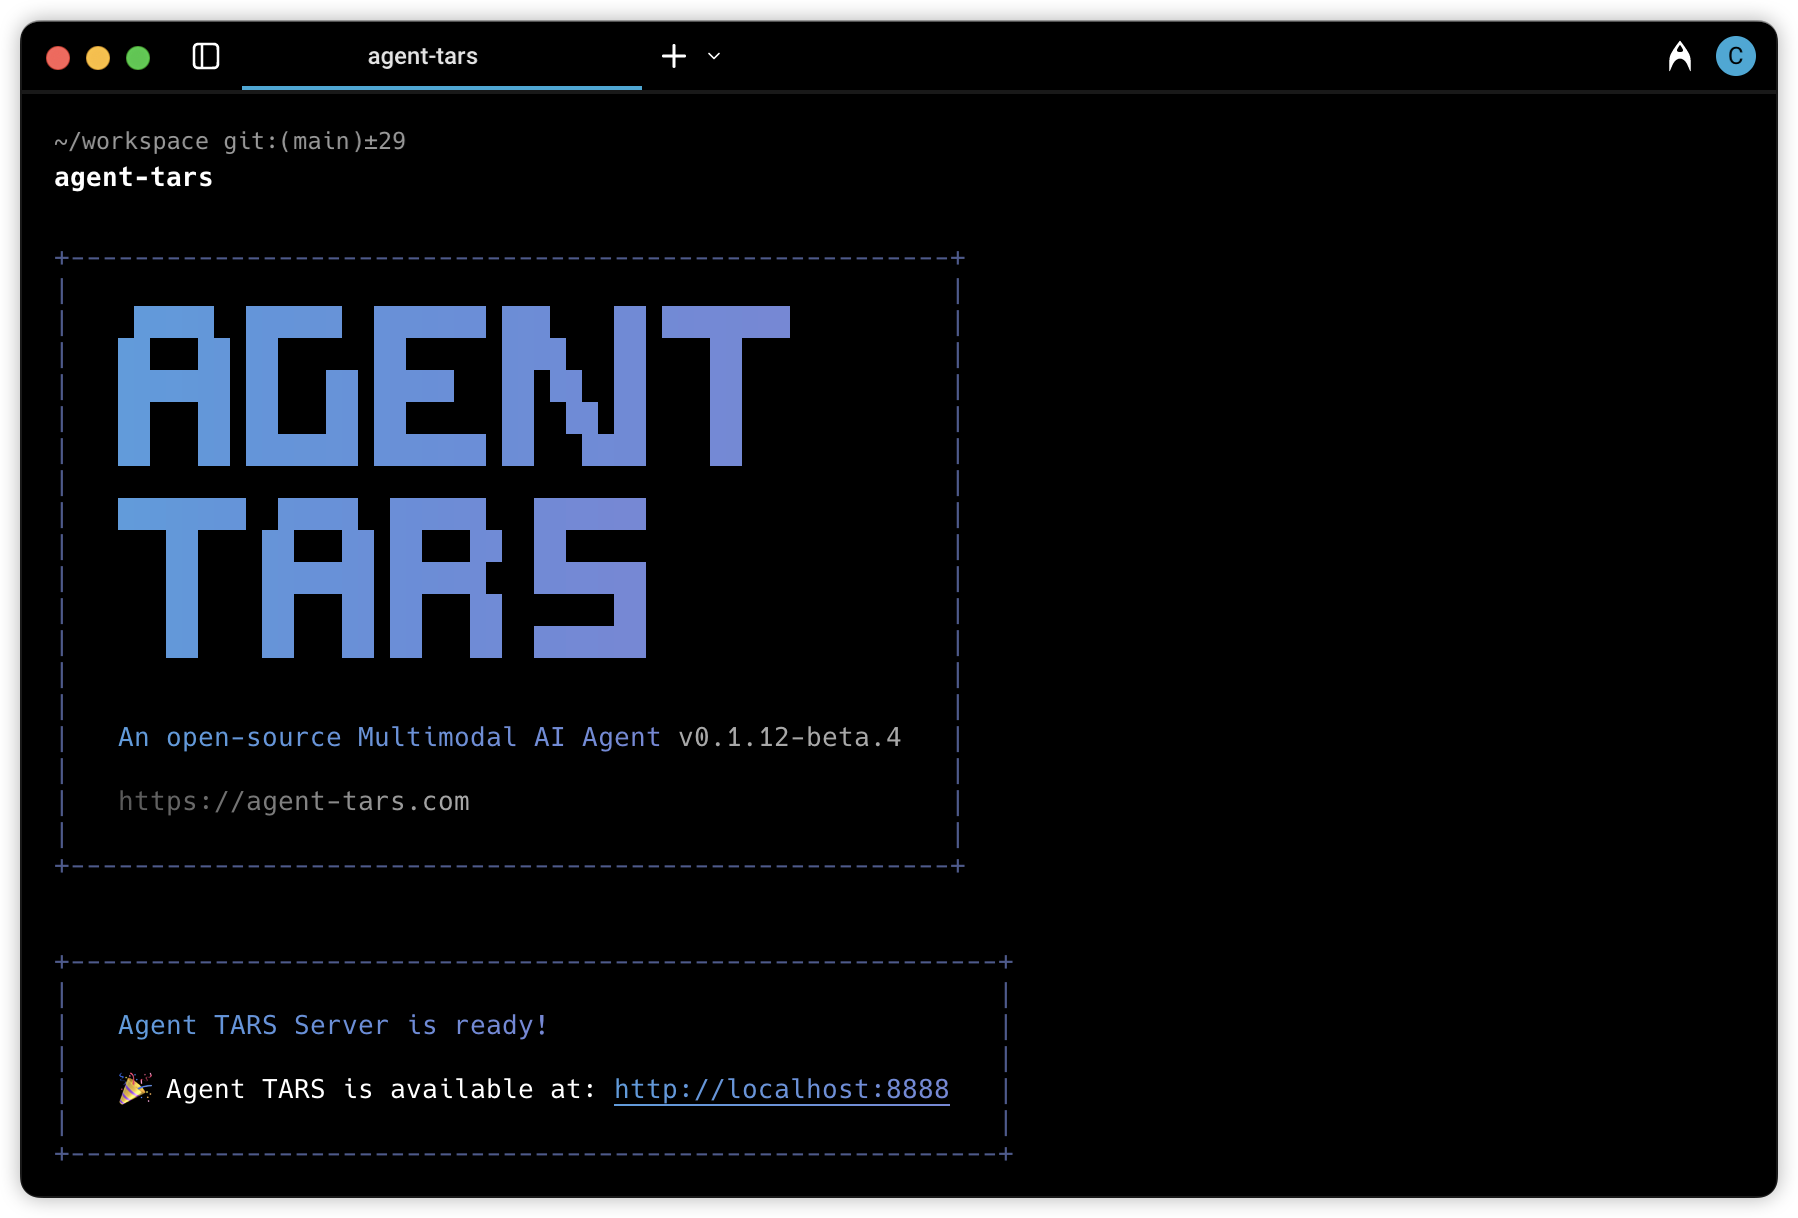 agent-tars
C
~/workspace git:(main)±29
agent-tars
AGENT
TARS
An open-source Multimodal AI Agent v0.1.12-beta.4
https://agent-tars.com
Agent TARS Server is ready!
🎉 Agent TARS is available at: http://localhost:8888